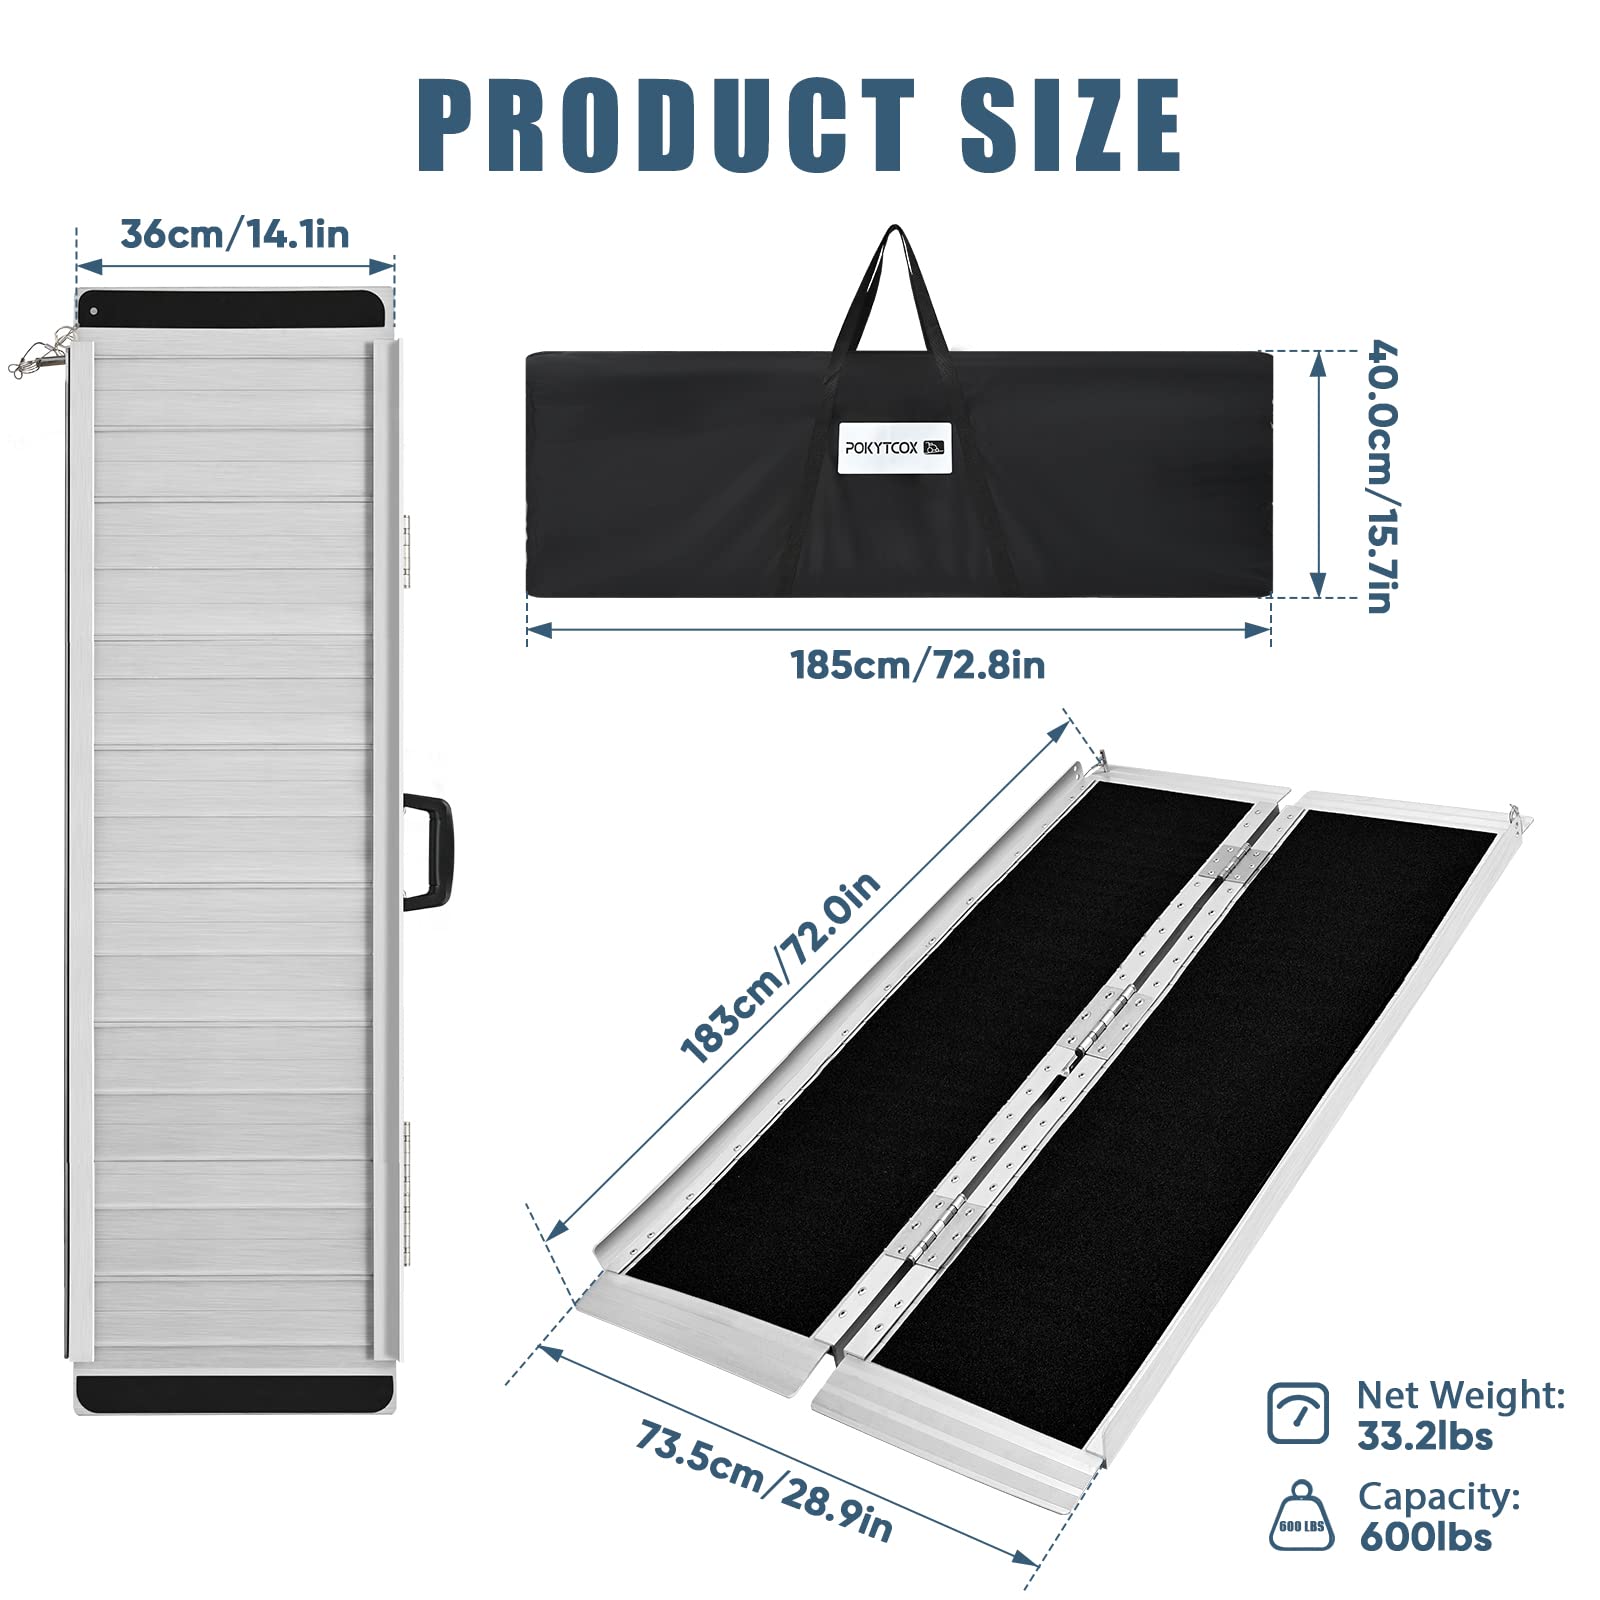 PRODUCT SIZE
36cm/14.1in
POKYTCOX
40.0cm/15.7in
185cm/72.8in
183cm/72.0in
73.5cm/28.9in
Net Weight:
33.2lbs
600 LBS
Capacity:
600lbs